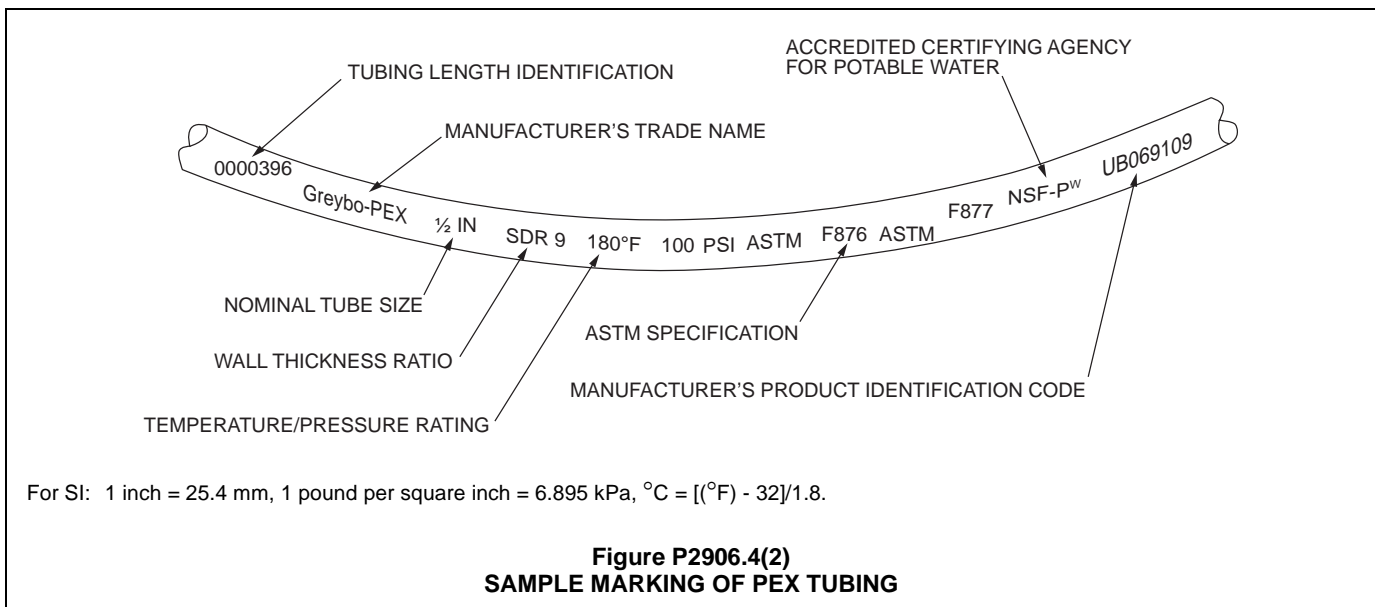 ACCREDITED CERTIFYING AGENCY
FOR POTABLE WATER
TUBING LENGTH IDENTIFICATION
MANUFACTURER'S TRADE NAME
0000396 Greybo-PEX ½ IN SDR 9 180°F 100 PSI ASTM F876 ASTM F877 NSF-Pᵂ UB069109
NOMINAL TUBE SIZE
ASTM SPECIFICATION
WALL THICKNESS RATIO
MANUFACTURER'S PRODUCT IDENTIFICATION CODE
TEMPERATURE/PRESSURE RATING
For SI: 1 inch = 25.4 mm, 1 pound per square inch = 6.895 kPa, °C = [(°F) - 32]/1.8.
Figure P2906.4(2)
SAMPLE MARKING OF PEX TUBING